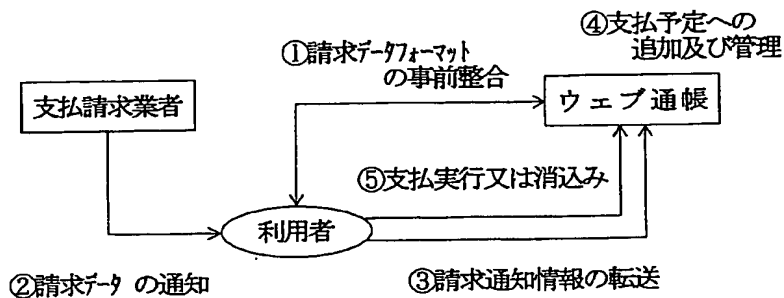 ④支払予定への
追加及び管理
①請求データフォーマット
の事前整合
支払請求業者
ウェブ通帳
⑤支払実行又は消込み
利用者
②請求データ の通知
③請求通知情報の転送